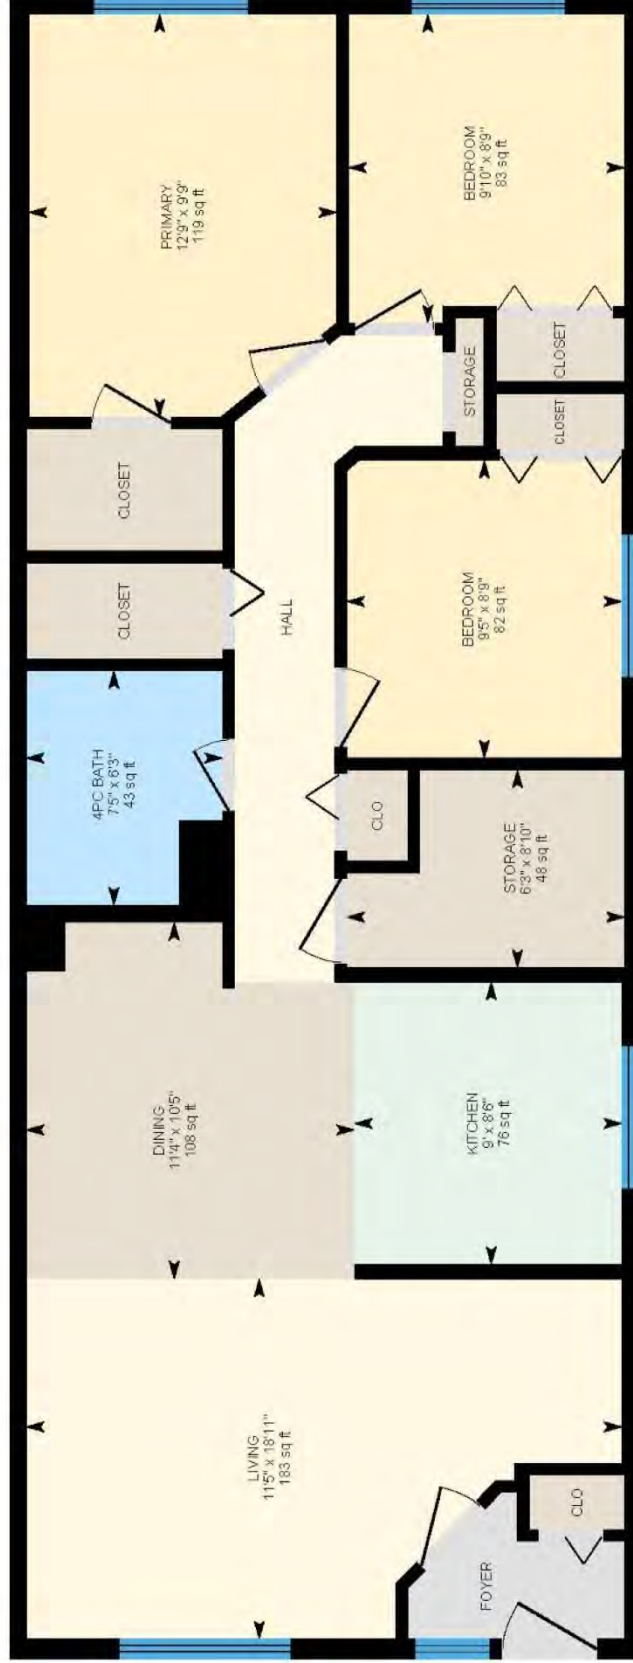 PRIMARY
12'9" x 9'9"
119 sq ft
BEDROOM
9'10" x 8'9"
83 sq ft
CLOSET
STORAGE
CLOSET
CLOSET
CLOSET
HALL
BEDROOM
9'5" x 8'9"
82 sq ft
4PC BATH
7'5" x 6'3"
43 sq ft
CLO
STORAGE
6'3" x 8'10"
48 sq ft
DINING
11'4" x 10'5"
108 sq ft
KITCHEN
9' x 8'6"
76 sq ft
LIVING
11'5" x 18'11"
183 sq ft
CLO
FOYER